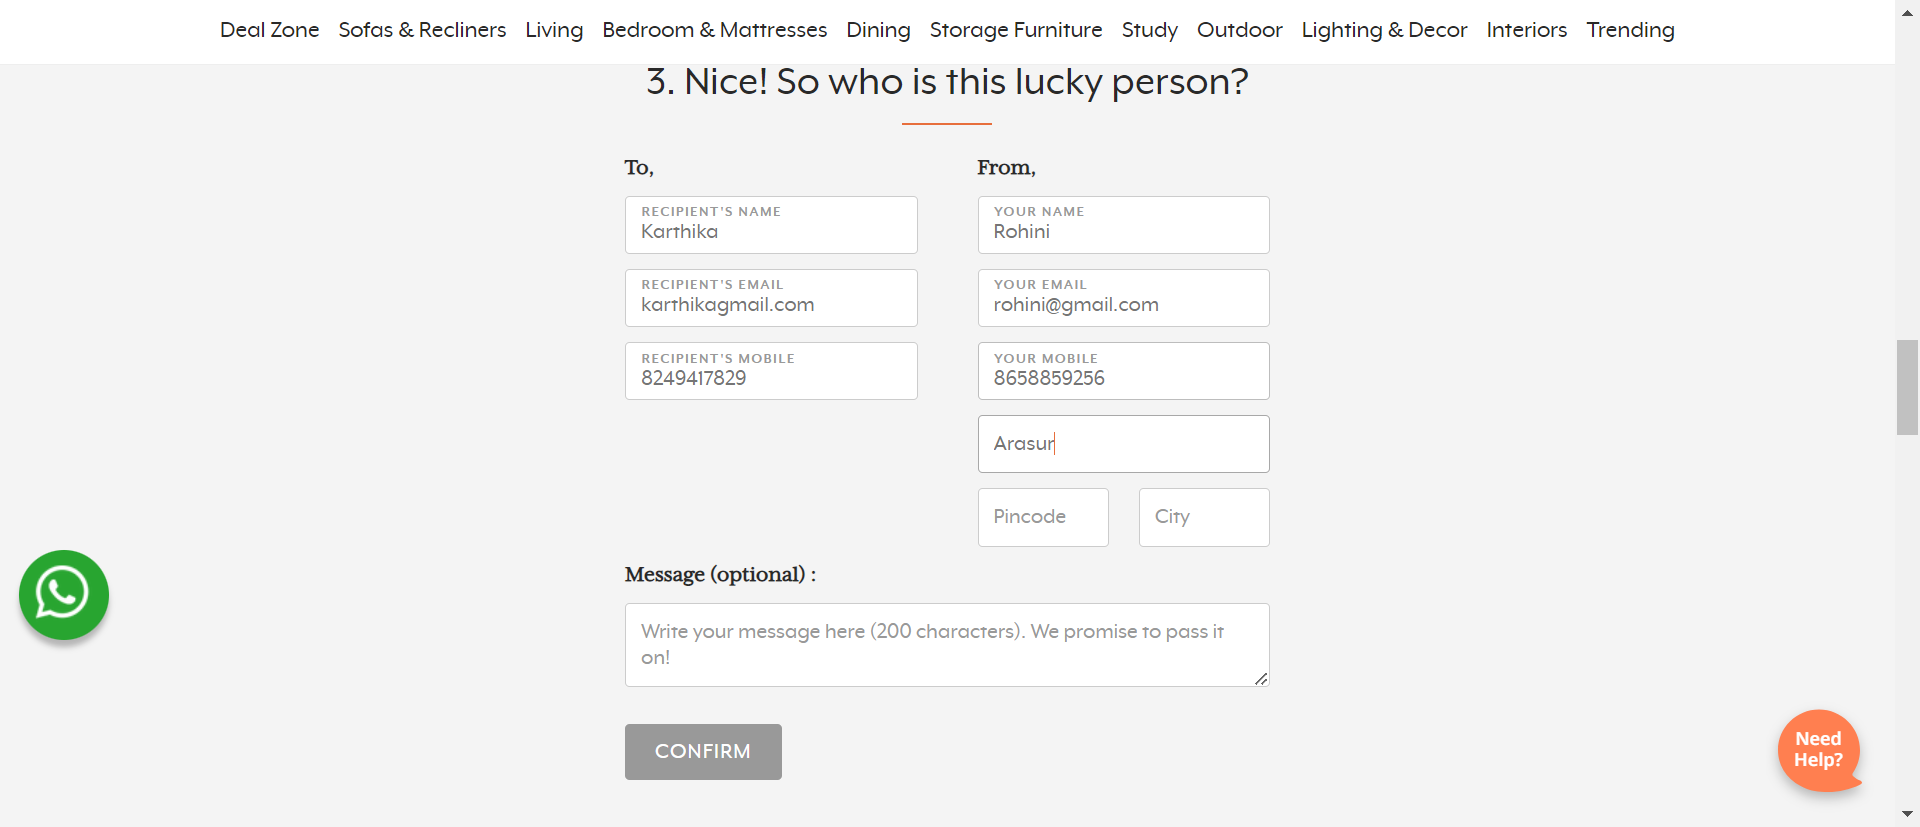 Deal Zone Sofas & Recliners Living Bedroom & Mattresses Dining Storage Furniture Study Outdoor Lighting & Decor Interiors Trending
3. Nice! So who is this lucky person?
To,
From,
RECIPIENT'S NAME
Karthika
YOUR NAME
Rohini
RECIPIENT'S EMAIL
karthikagmail.com
YOUR EMAIL
rohini@gmail.com
RECIPIENT'S MOBILE
8249417829
YOUR MOBILE
8658859256
Arasur
Pincode
City
Message (optional) :
Write your message here (200 characters). We promise to pass it
on!
CONFIRM
Need
Help?